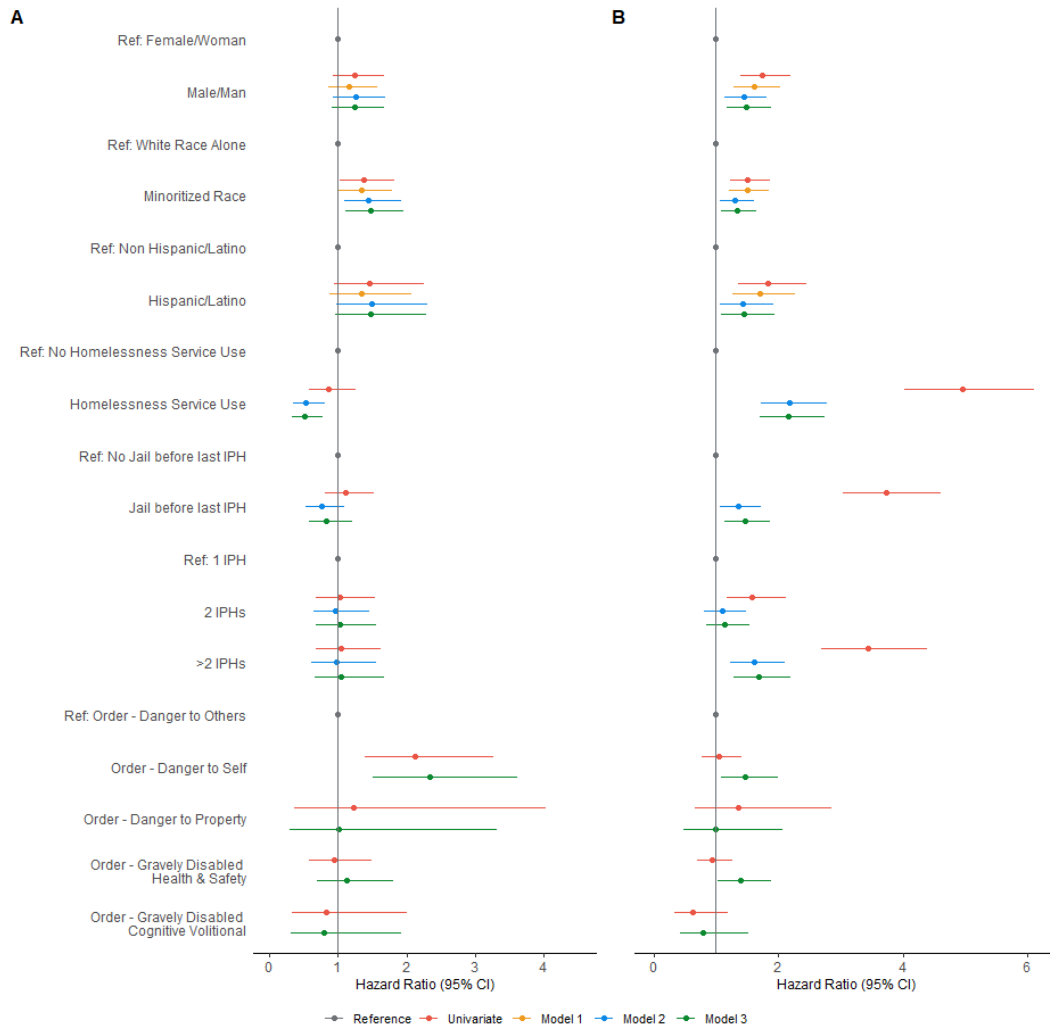 A
B
Ref: Female/Woman
Male/Man
Ref: White Race Alone
Minoritized Race
Ref: Non Hispanic/Latino
Hispanic/Latino
Ref: No Homelessness Service Use
Homelessness Service Use
Ref: No Jail before last IPH
Jail before last IPH
Ref: 1 IPH
2 IPHs
>2 IPHs
Ref: Order - Danger to Others
Order - Danger to Self
Order - Danger to Property
Order - Gravely Disabled
Health & Safety
Order - Gravely Disabled
Cognitive Volitional
0 1 2 3 4
0 2 4 6
Hazard Ratio (95% CI)
Hazard Ratio (95% CI)
Reference Univariate Model 1 Model 2 Model 3